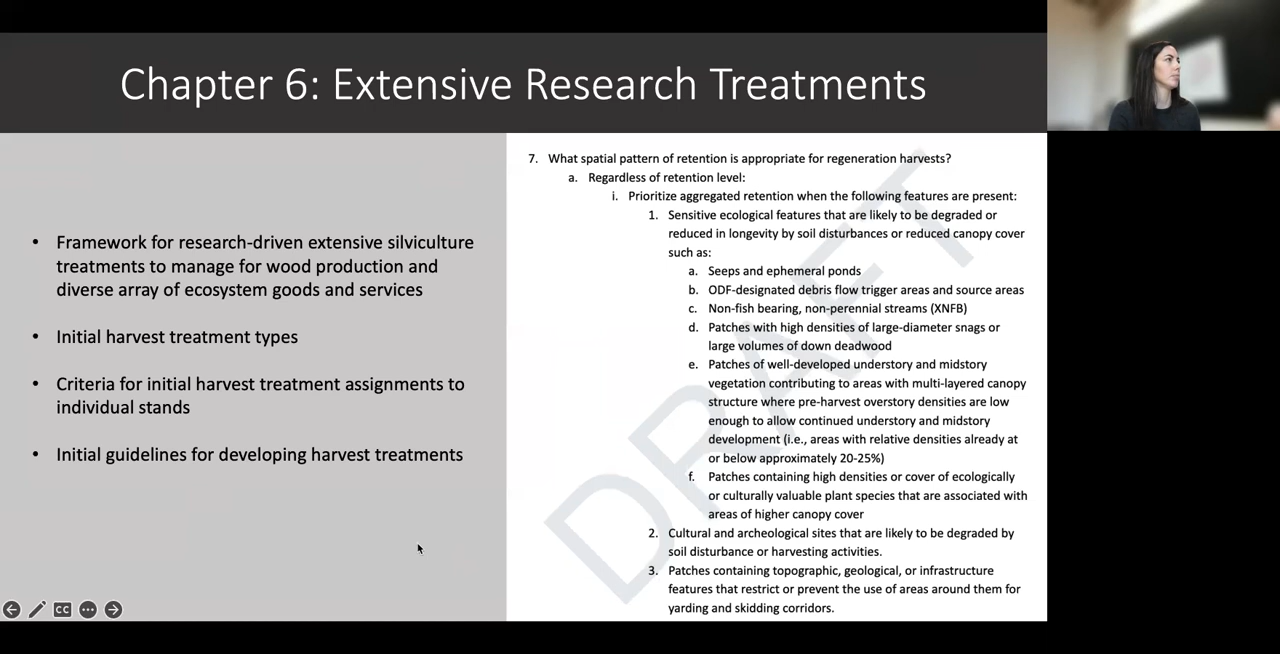 Chapter 6: Extensive Research Treatments
• Framework for research-driven extensive silviculture
treatments to manage for wood production and
diverse array of ecosystem goods and services
• Initial harvest treatment types
• Criteria for initial harvest treatment assignments to
individual stands
• Initial guidelines for developing harvest treatments
CC
7. What spatial pattern of retention is appropriate for regeneration harvests?
a. Regardless of retention level:
i. Prioritize aggregated retention when the following features are present:
1. Sensitive ecological features that are likely to be degraded or
reduced in longevity by soil disturbances or reduced canopy cover
such as:
a. Seeps and ephemeral ponds
b. ODF-designated debris flow trigger areas and source areas
c. Non-fish bearing, non-perennial streams (XNFB)
d. Patches with high densities of large-diameter snags or
large volumes of down deadwood
e. Patches of well-developed understory and midstory
vegetation contributing to areas with multi-layered canopy
structure where pre-harvest overstory densities are low
enough to allow continued understory and midstory
development (i.e., areas with relative densities already at
or below approximately 20-25%)
f. Patches containing high densities or cover of ecologically
or culturally valuable plant species that are associated with
areas of higher canopy cover
2. Cultural and archeological sites that are likely to be degraded by
soil disturbance or harvesting activities.
3. Patches containing topographic, geological, or infrastructure
features that restrict or prevent the use of areas around them for
yarding and skidding corridors.
DRAFT